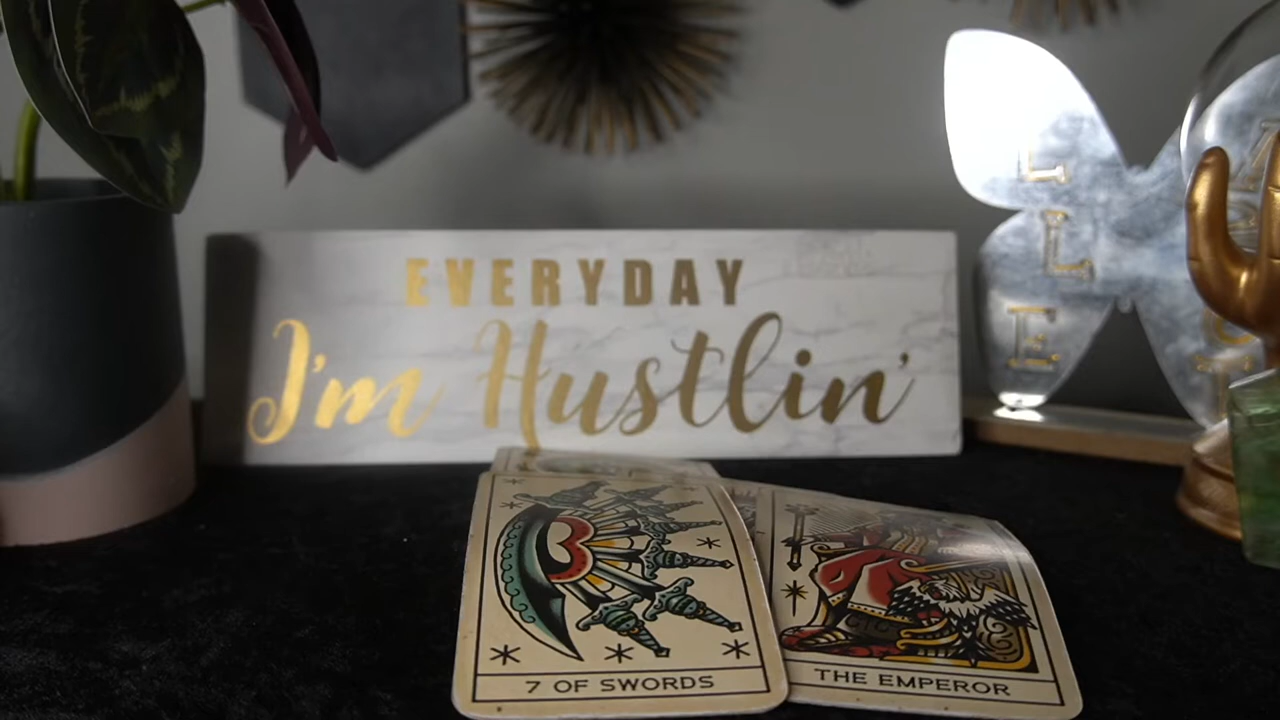 EVERYDAY
I'm Hustlin'
L
L
E
7 OF SWORDS
THE EMPEROR